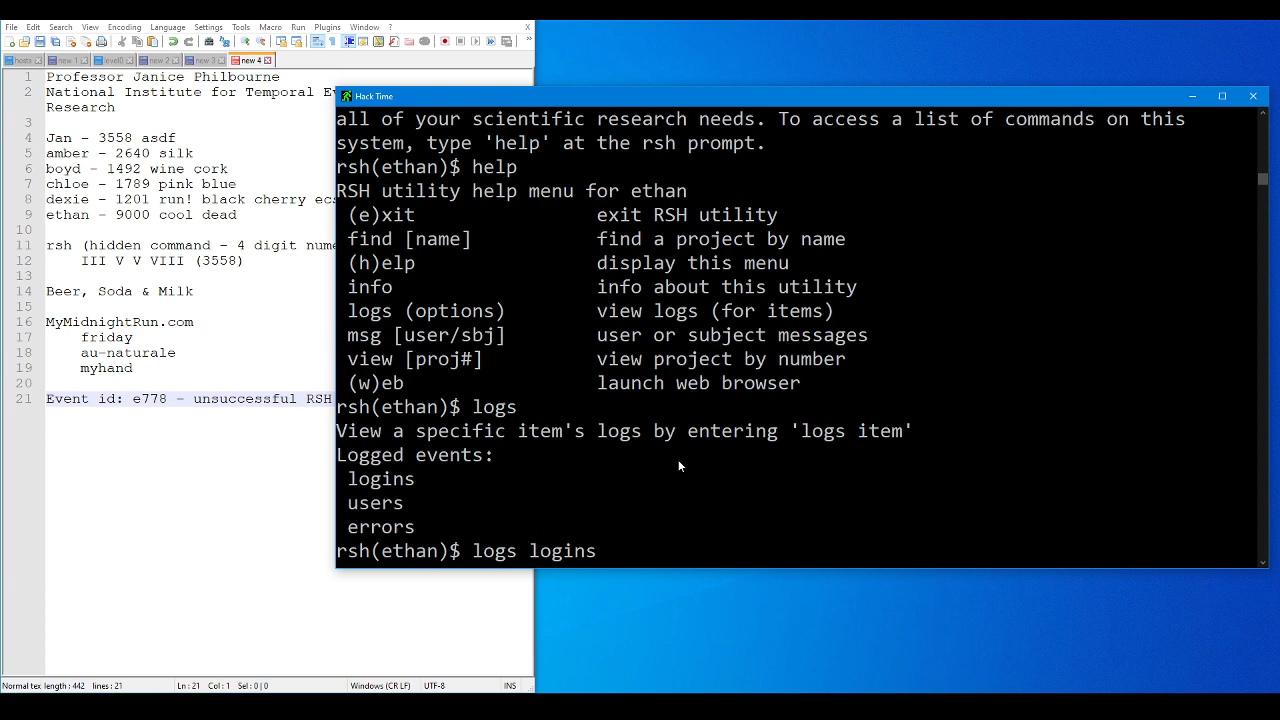 File Edit Search View Encoding Language Settings Tools Macro Run Plugins Window ? X
hosts new 1 new 2 new 3 new 4
1 Professor Janice Philbourne
2 National Institute for Temporal
Research
3
4 Jan - 3558 asdf
5 amber - 2640 silk
6 boyd - 1492 wine cork
7 chloe - 1789 pink blue
8 dexie - 1201 run! black cherry
9 ethan - 9000 cool dead
10
11 rsh (hidden command - 4 digit
12 III V V VIII (3558)
13
14 Beer, Soda & Milk
15
16 MyMidnightRun.com
17 friday
18 au-naturale
19 myhand
20
21 Event id: e778 - unsuccessful RSH
Normal tex length: 442 lines: 21 Ln: 21 Col: 1 Sel: 0 | 0 Windows (CR LF) UTF-8 INS
Hack Time
all of your scientific research needs. To access a list of commands on this
system, type 'help' at the rsh prompt.
rsh(ethan)$ help
RSH utility help menu for ethan
(e)xit exit RSH utility
find [name] find a project by name
(h)elp display this menu
info info about this utility
logs (options) view logs (for items)
msg [user/sbj] user or subject messages
view [proj#] view project by number
(w)eb launch web browser
rsh(ethan)$ logs
View a specific item's logs by entering 'logs item'
Logged events:
logins
users
errors
rsh(ethan)$ logs logins